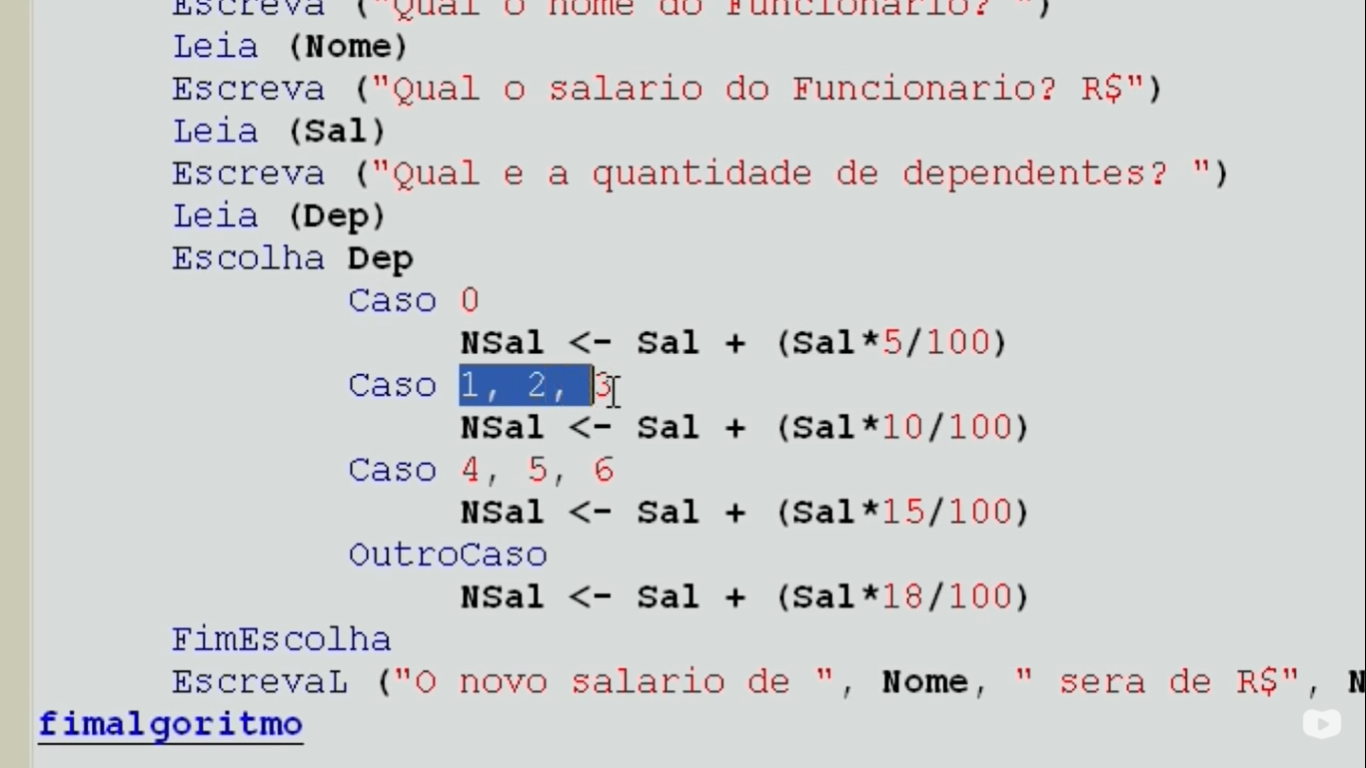 Escreva ("Qual o nome do Funcionario? ")
Leia (Nome)
Escreva ("Qual o salario do Funcionario? R$")
Leia (Sal)
Escreva ("Qual e a quantidade de dependentes? ")
Leia (Dep)
Escolha Dep
Caso 0
NSal <- Sal + (Sal*5/100)
Caso 1, 2, 3
NSal <- Sal + (Sal*10/100)
Caso 4, 5, 6
NSal <- Sal + (Sal*15/100)
OutroCaso
NSal <- Sal + (Sal*18/100)
FimEscolha
EscrevaL ("O novo salario de ", Nome, " sera de R$", N
fimalgoritmo